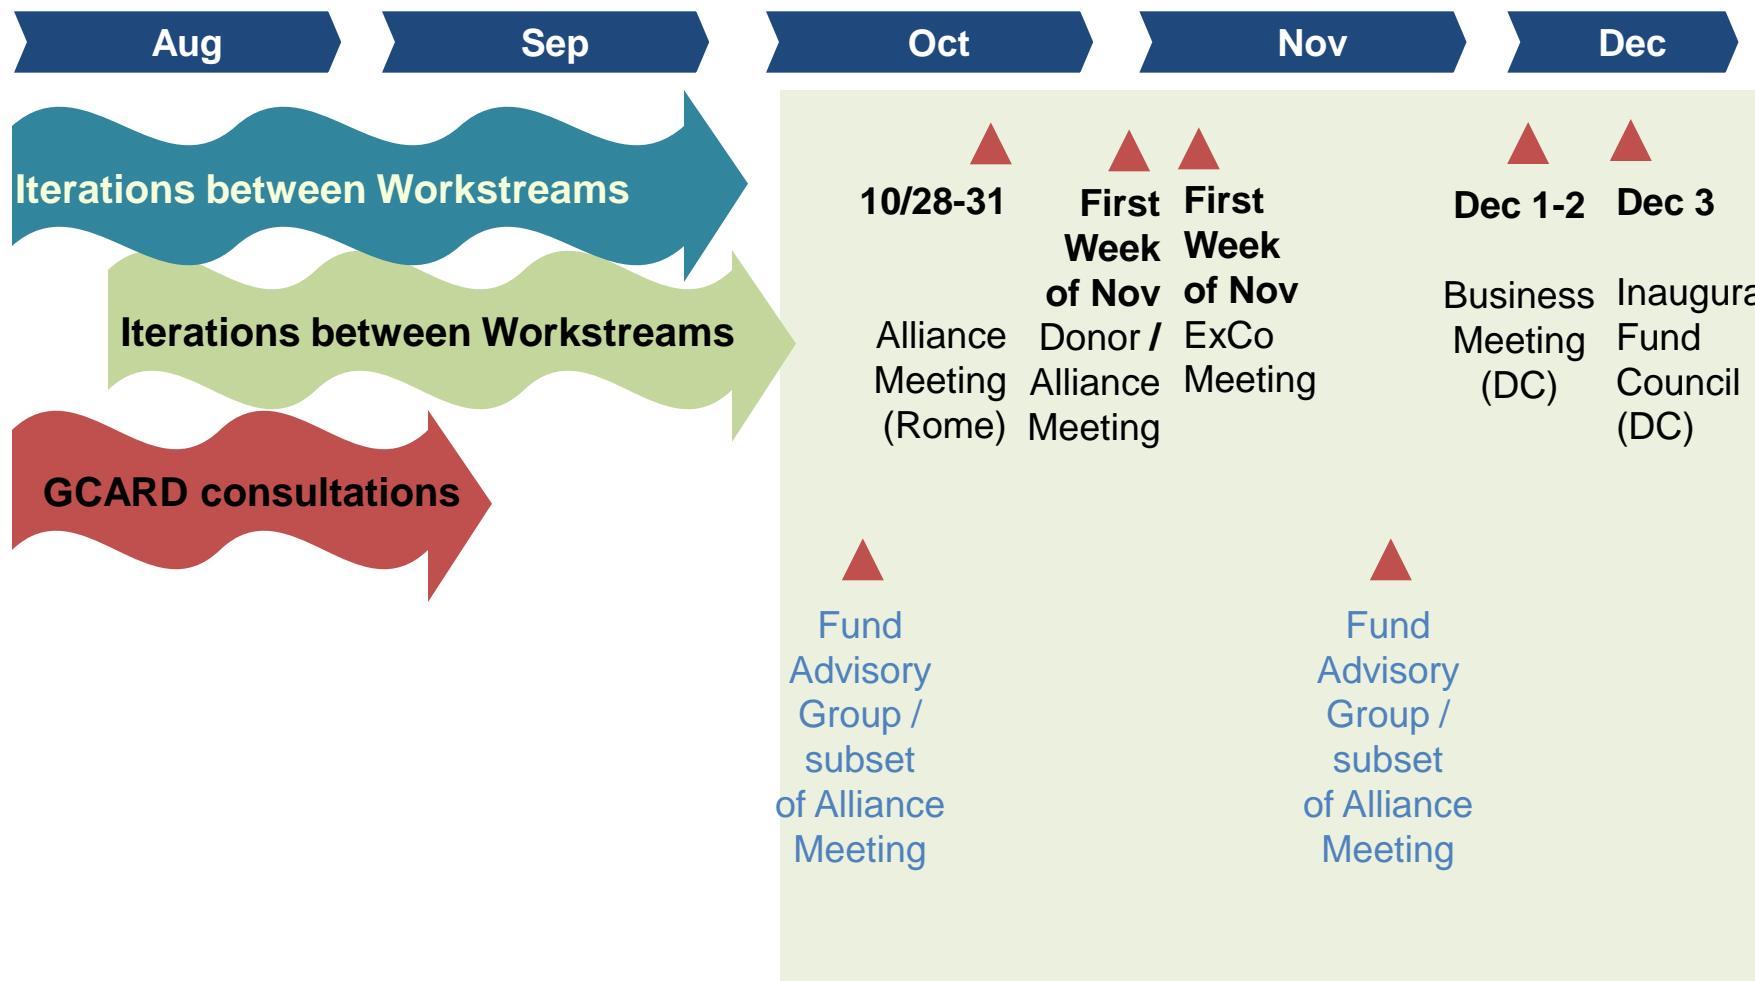 Aug
Sep
Oct
Nov
Dec
Iterations between Workstreams
Iterations between Workstreams
GCARD consultations
10/28-31
Alliance
Meeting
(Rome)
First
Week
of Nov
Donor /
Alliance
Meeting
First
Week
of Nov
ExCo
Meeting
Dec 1-2
Business
Meeting
(DC)
Dec 3
Inaugura
Fund
Council
(DC)
Fund
Advisory
Group /
subset
of Alliance
Meeting
Fund
Advisory
Group /
subset
of Alliance
Meeting